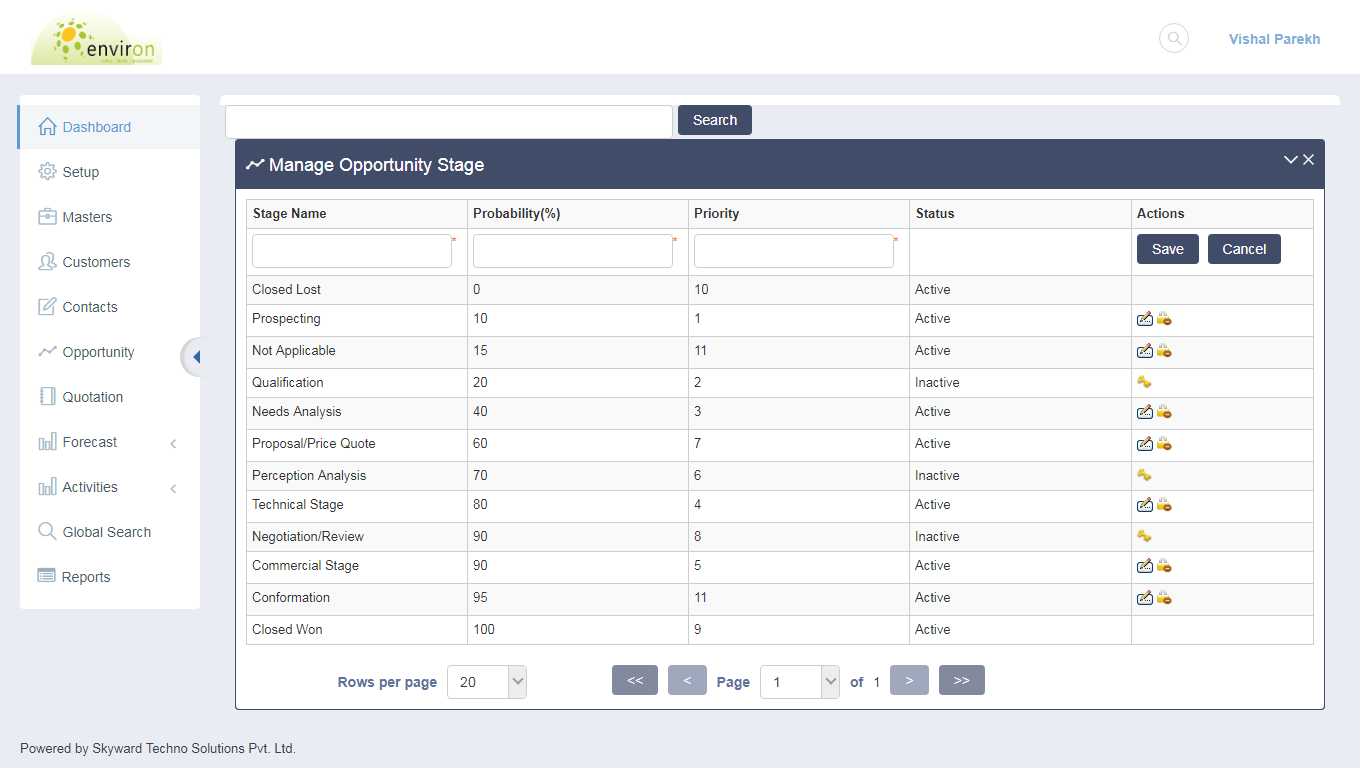 environ
Vishal Parekh
Dashboard
Setup
Masters
Customers
Contacts
Opportunity
Quotation
Forecast
Activities
Global Search
Reports
Search
Manage Opportunity Stage
Stage Name Probability(%) Priority Status Actions
* * * Save Cancel
Closed Lost 0 10 Active
Prospecting 10 1 Active
Not Applicable 15 11 Active
Qualification 20 2 Inactive
Needs Analysis 40 3 Active
Proposal/Price Quote 60 7 Active
Perception Analysis 70 6 Inactive
Technical Stage 80 4 Active
Negotiation/Review 90 8 Inactive
Commercial Stage 90 5 Active
Conformation 95 11 Active
Closed Won 100 9 Active
Rows per page 20 << < Page 1 of 1 > >>
Powered by Skyward Techno Solutions Pvt. Ltd.